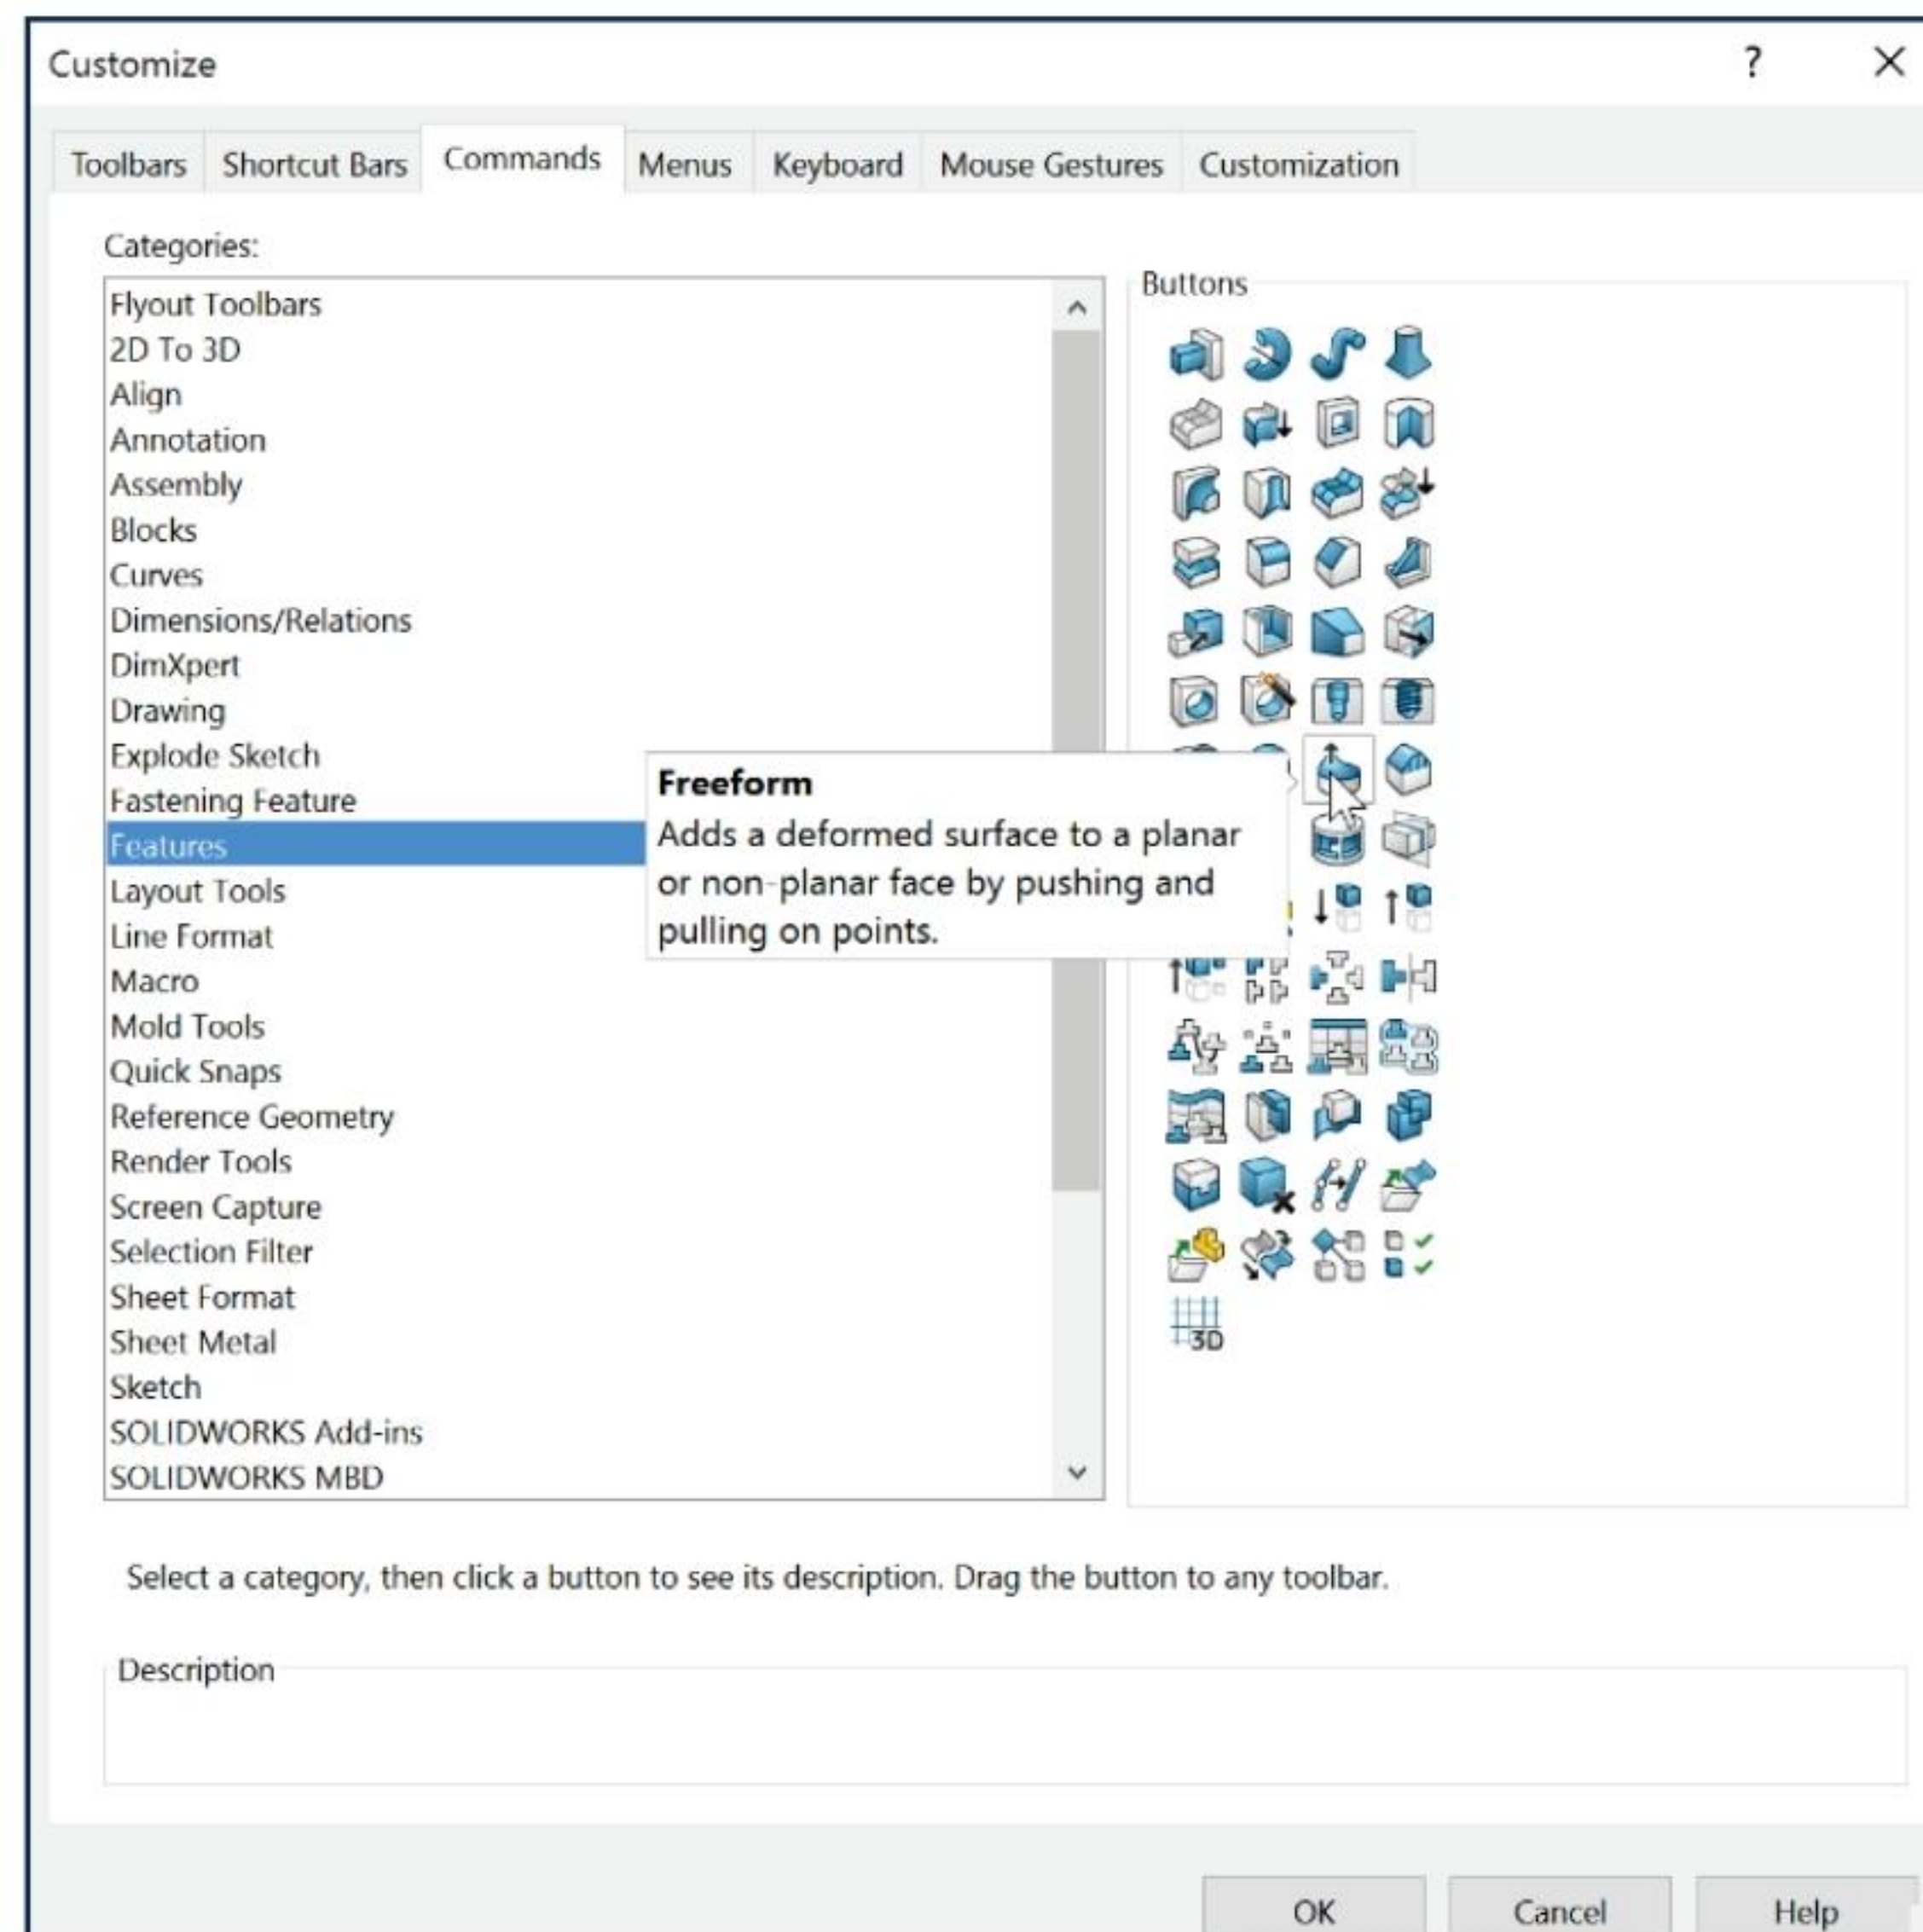 Customize
?
Toolbars Shortcut Bars Commands Menus Keyboard Mouse Gestures Customization
Categories:
Flyout Toolbars
2D To 3D
Align
Annotation
Assembly
Blocks
Curves
Dimensions/Relations
DimXpert
Drawing
Explode Sketch
Fastening Feature
Features
Layout Tools
Line Format
Macro
Mold Tools
Quick Snaps
Reference Geometry
Render Tools
Screen Capture
Selection Filter
Sheet Format
Sheet Metal
Sketch
SOLIDWORKS Add-ins
SOLIDWORKS MBD
Buttons
Freeform
Adds a deformed surface to a planar
or non-planar face by pushing and
pulling on points.
3D
Select a category, then click a button to see its description. Drag the button to any toolbar.
Description
OK Cancel Help